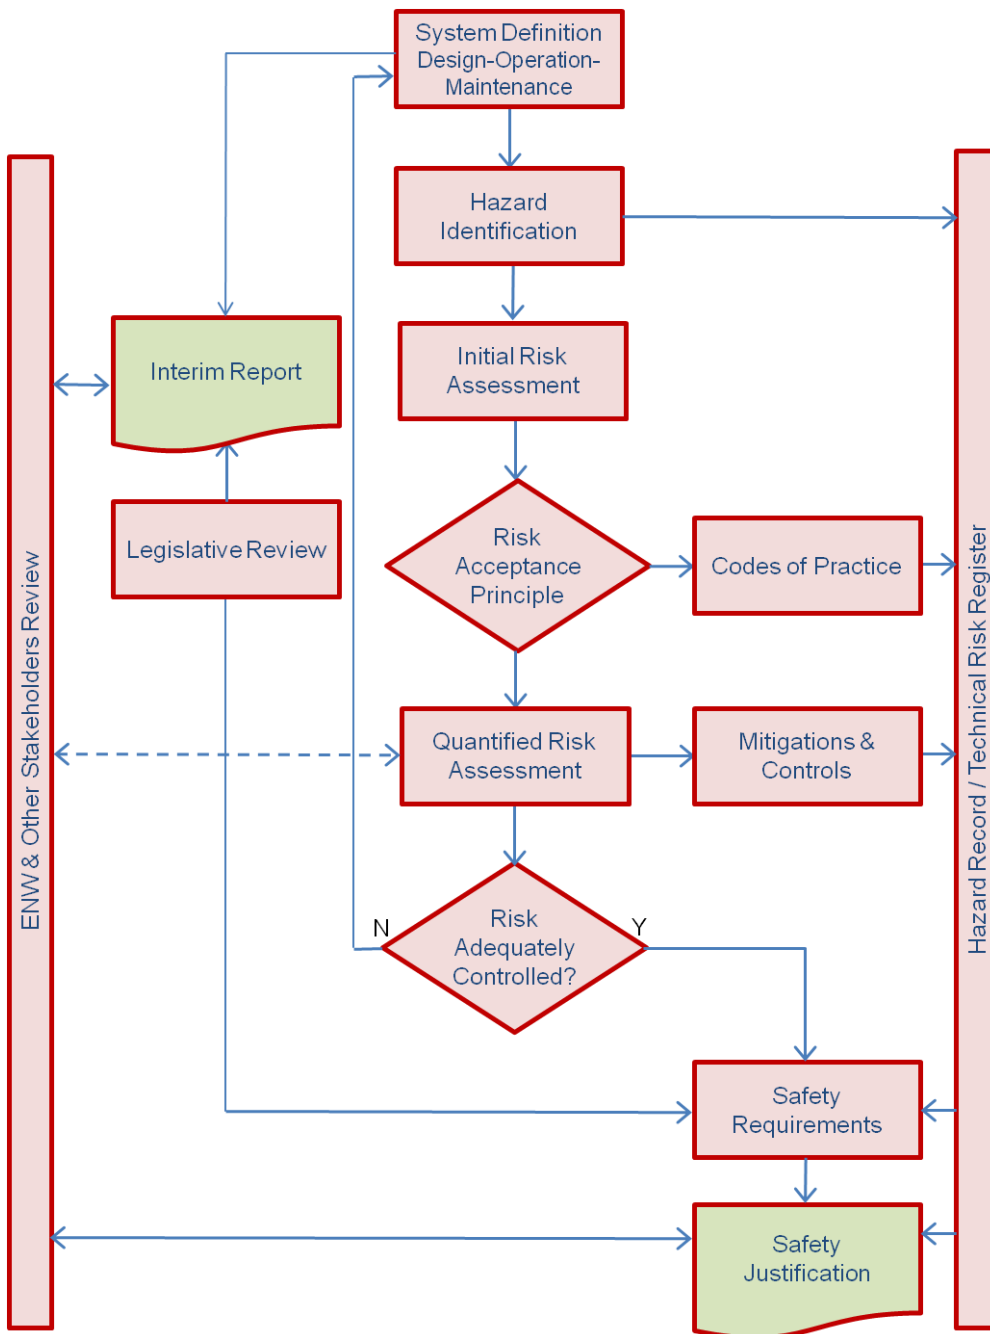 System Definition
Design-Operation-
Maintenance
Hazard
Identification
Interim Report
Initial Risk
Assessment
Legislative Review
Risk
Acceptance
Principle
Codes of Practice
ENW & Other Stakeholders Review
Hazard Record / Technical Risk Register
Quantified Risk
Assessment
Mitigations &
Controls
N
Y
Risk
Adequately
Controlled?
Safety
Requirements
Safety
Justification